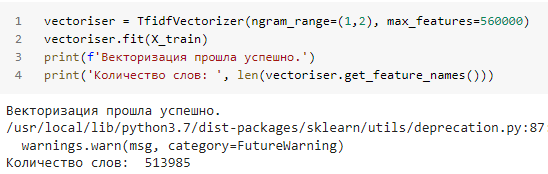 1 vectoriser = TfidfVectorizer(ngram_range=(1,2), max_features=560000)
2 vectoriser.fit(X_train)
3 print(f'Векторизация прошла успешно.')
4 print('Количество слов: ', len(vectoriser.get_feature_names()))
Векторизация прошла успешно.
/usr/local/lib/python3.7/dist-packages/sklearn/utils/deprecation.py:87:
warnings.warn(msg, category=FutureWarning)
Количество слов:  513985